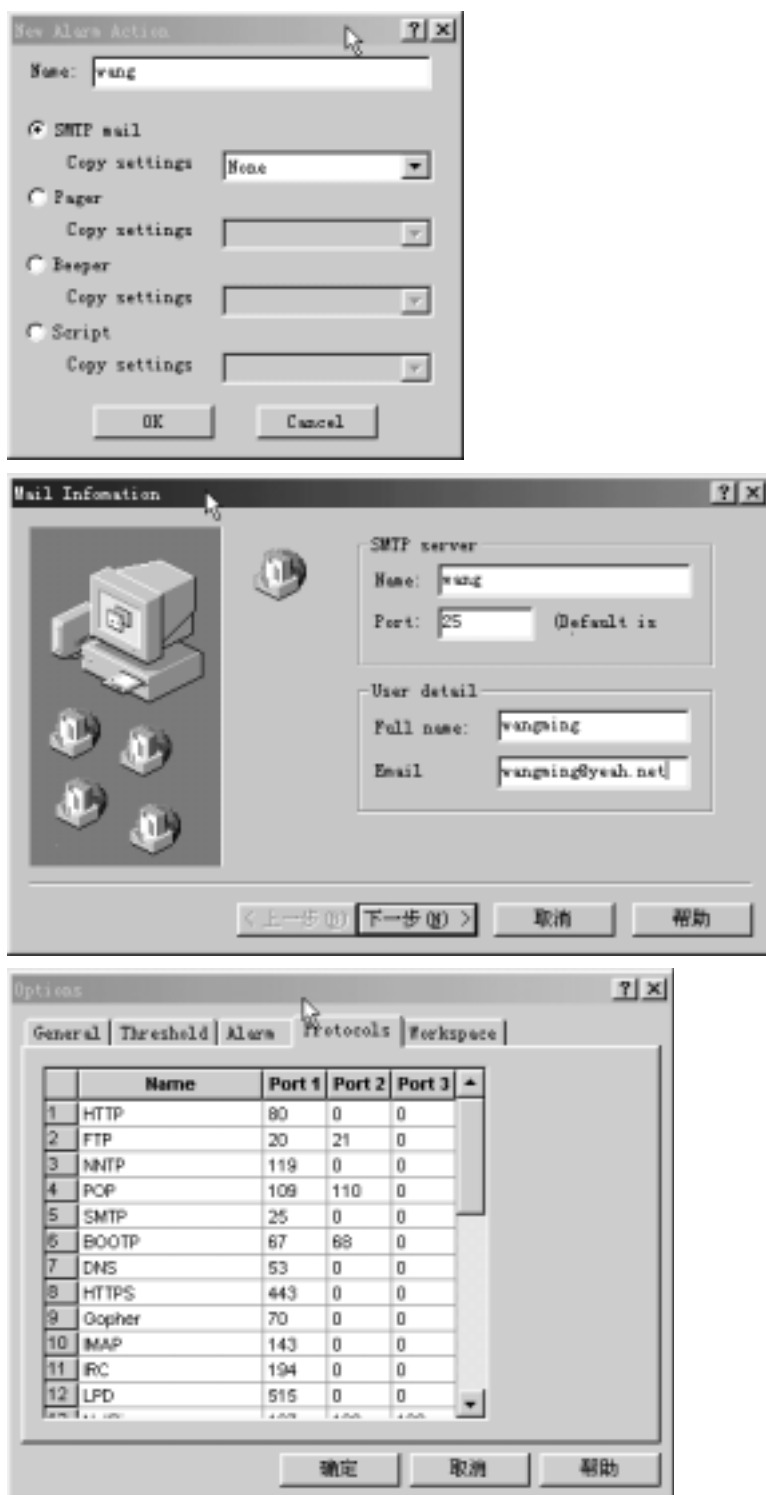 New Alarm Action
Name: wang
SMTP mail
Copy settings None
Pager
Copy settings
Beeper
Copy settings
Script
Copy settings
OK Cancel
Mail Infomation
SMTP server
Name: wang
Port: 25 (Default is
User detail
Full name: wangming
Email wangming@yeah.net
<上一步(B) 下一步(N) > 取消 帮助
Options
General Threshold Alarm Protocols Workspace
Name Port 1 Port 2 Port 3
1 HTTP 80 0 0
2 FTP 20 21 0
3 NNTP 119 0 0
4 POP 109 110 0
5 SMTP 25 0 0
6 BOOTP 67 68 0
7 DNS 53 0 0
8 HTTPS 443 0 0
9 Gopher 70 0 0
10 IMAP 143 0 0
11 IRC 194 0 0
12 LPD 515 0 0
确定 取消 帮助